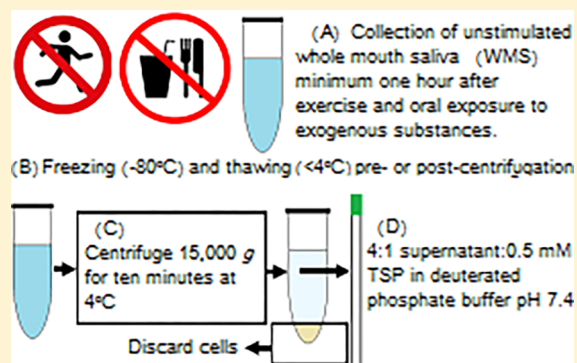 (A) Collection of unstimulated
whole mouth saliva (WMS)
minimum one hour after
exercise and oral exposure to
exogenous substances.
(B) Freezing (-80ºC) and thawing (<4ºC) pre- or post-centrifugation
(C)
Centrifuge 15,000 g
for ten minutes at
4ºC
(D)
4:1 supernatant:0.5 mM
TSP in deuterated
phosphate buffer pH 7.4
Discard cells